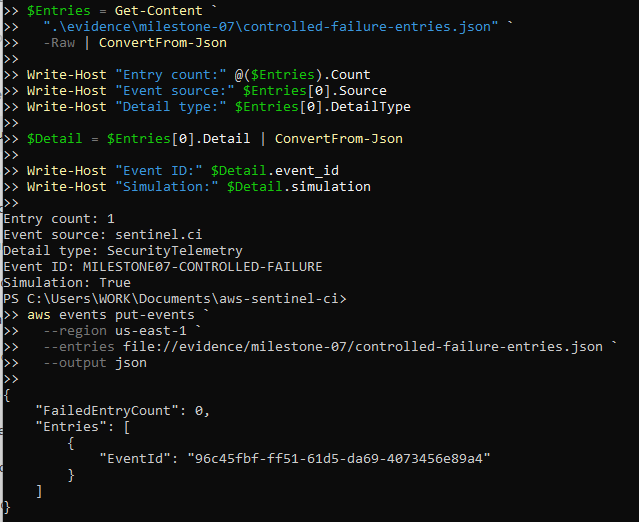 >> $Entries = Get-Content `
>>   ".\evidence\milestone-07\controlled-failure-entries.json" `
>>   -Raw | ConvertFrom-Json
>>
>> Write-Host "Entry count:" @($Entries).Count
>> Write-Host "Event source:" $Entries[0].Source
>> Write-Host "Detail type:" $Entries[0].DetailType
>>
>> $Detail = $Entries[0].Detail | ConvertFrom-Json
>>
>> Write-Host "Event ID:" $Detail.event_id
>> Write-Host "Simulation:" $Detail.simulation
>>
Entry count: 1
Event source: sentinel.ci
Detail type: SecurityTelemetry
Event ID: MILESTONE07-CONTROLLED-FAILURE
Simulation: True
PS C:\Users\WORK\Documents\aws-sentinel-ci>
>> aws events put-events `
>>   --region us-east-1 `
>>   --entries file://evidence/milestone-07/controlled-failure-entries.json `
>>   --output json
>>
{
    "FailedEntryCount": 0,
    "Entries": [
        {
            "EventId": "96c45fbf-ff51-61d5-da69-4073456e89a4"
        }
    ]
}